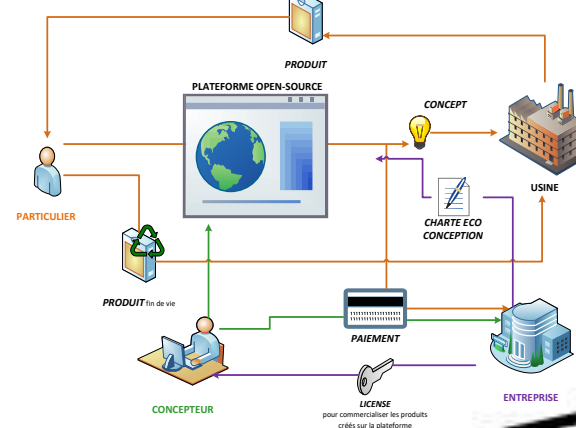 PRODUIT
PLATEFORME OPEN-SOURCE
CONCEPT
USINE
PARTICULIER
CHARTE ECO
CONCEPTION
PRODUIT fin de vie
PAIEMENT
CONCEPTEUR
LICENSE
pour commercialiser les produits
créés sur la plateforme
ENTREPRISE